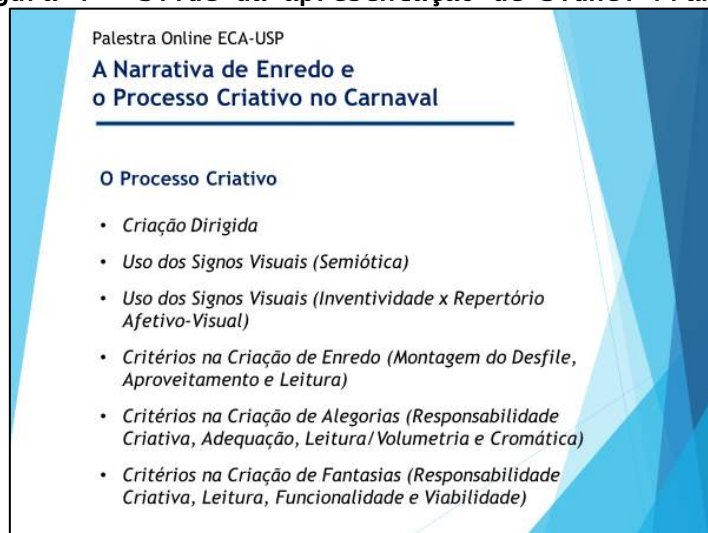 Palestra Online ECA-USP
A Narrativa de Enredo e
o Processo Criativo no Carnaval
O Processo Criativo
• Criação Dirigida
• Uso dos Signos Visuais (Semiótica)
• Uso dos Signos Visuais (Inventividade x Repertório
Afetivo-Visual)
• Critérios na Criação de Enredo (Montagem do Desfile,
Aproveitamento e Leitura)
• Critérios na Criação de Alegorias (Responsabilidade
Criativa, Adequação, Leitura/Volumetria e Cromática)
• Critérios na Criação de Fantasias (Responsabilidade
Criativa, Leitura, Funcionalidade e Viabilidade)